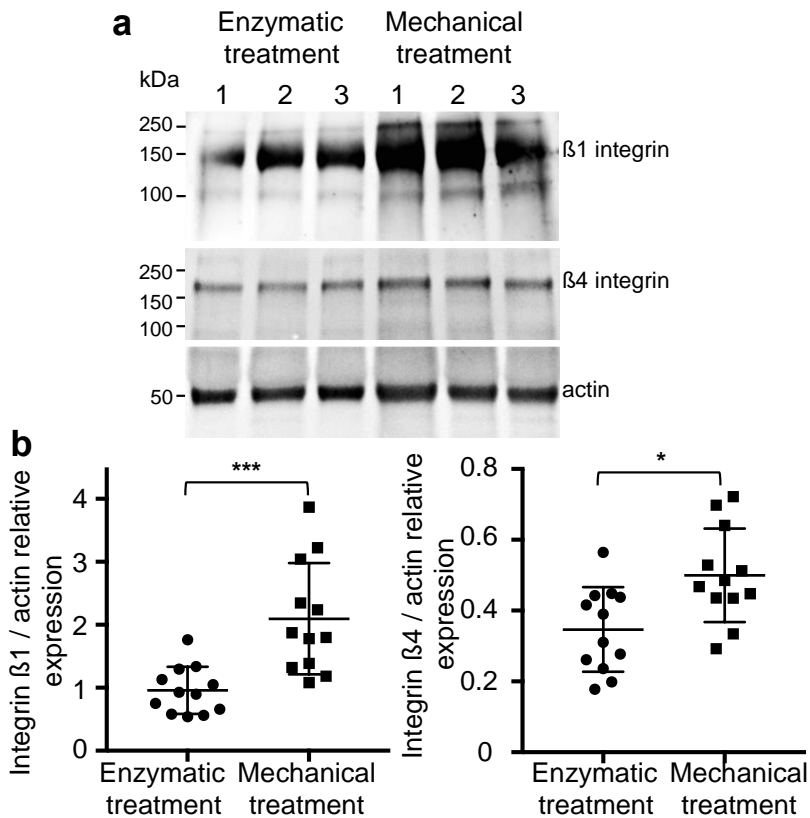 a
Enzymatic
treatment
Mechanical
treatment
kDa
1 2 3 1 2 3
250
150
100
ß1 integrin
250
150
100
ß4 integrin
50
actin
b
Integrin ß1 / actin relative
expression
4
3
2
1
0
***
Enzymatic
treatment
Mechanical
treatment
Integrin ß4 / actin relative
expression
0.8
0.6
0.4
0.2
0
*
Enzymatic
treatment
Mechanical
treatment